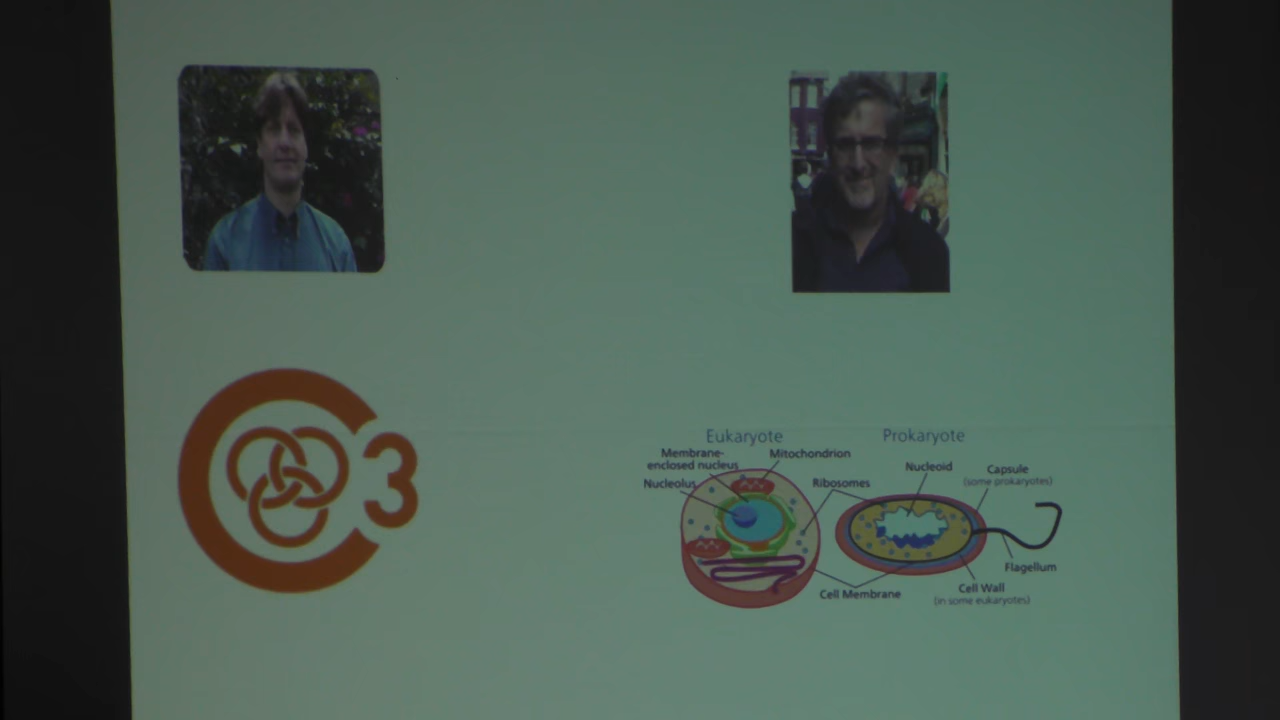 C3
Eukaryote
Prokaryote
Membrane-
enclosed nucleus
Mitochondrion
Nucleolus
Ribosomes
Nucleoid
Capsule
(some prokaryotes)
Flagellum
Cell Membrane
Cell Wall
(in some eukaryotes)